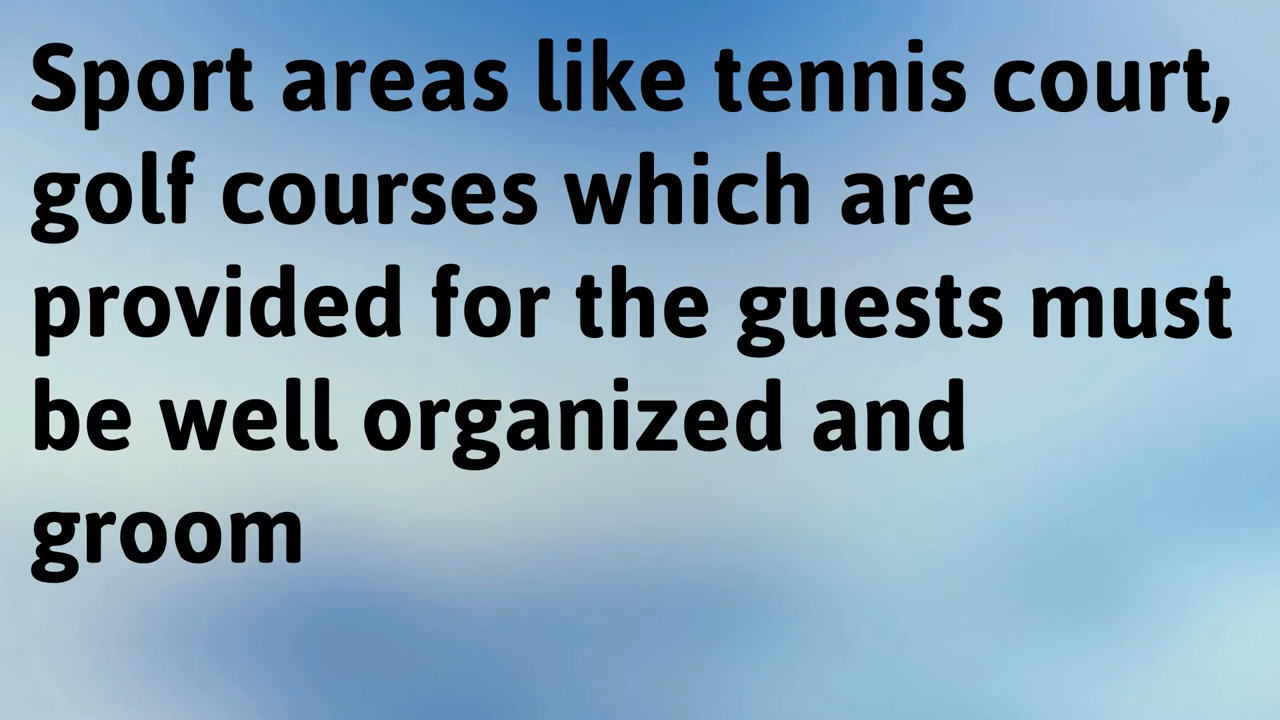 Sport areas like tennis court,
golf courses which are
provided for the guests must
be well organized and
groom